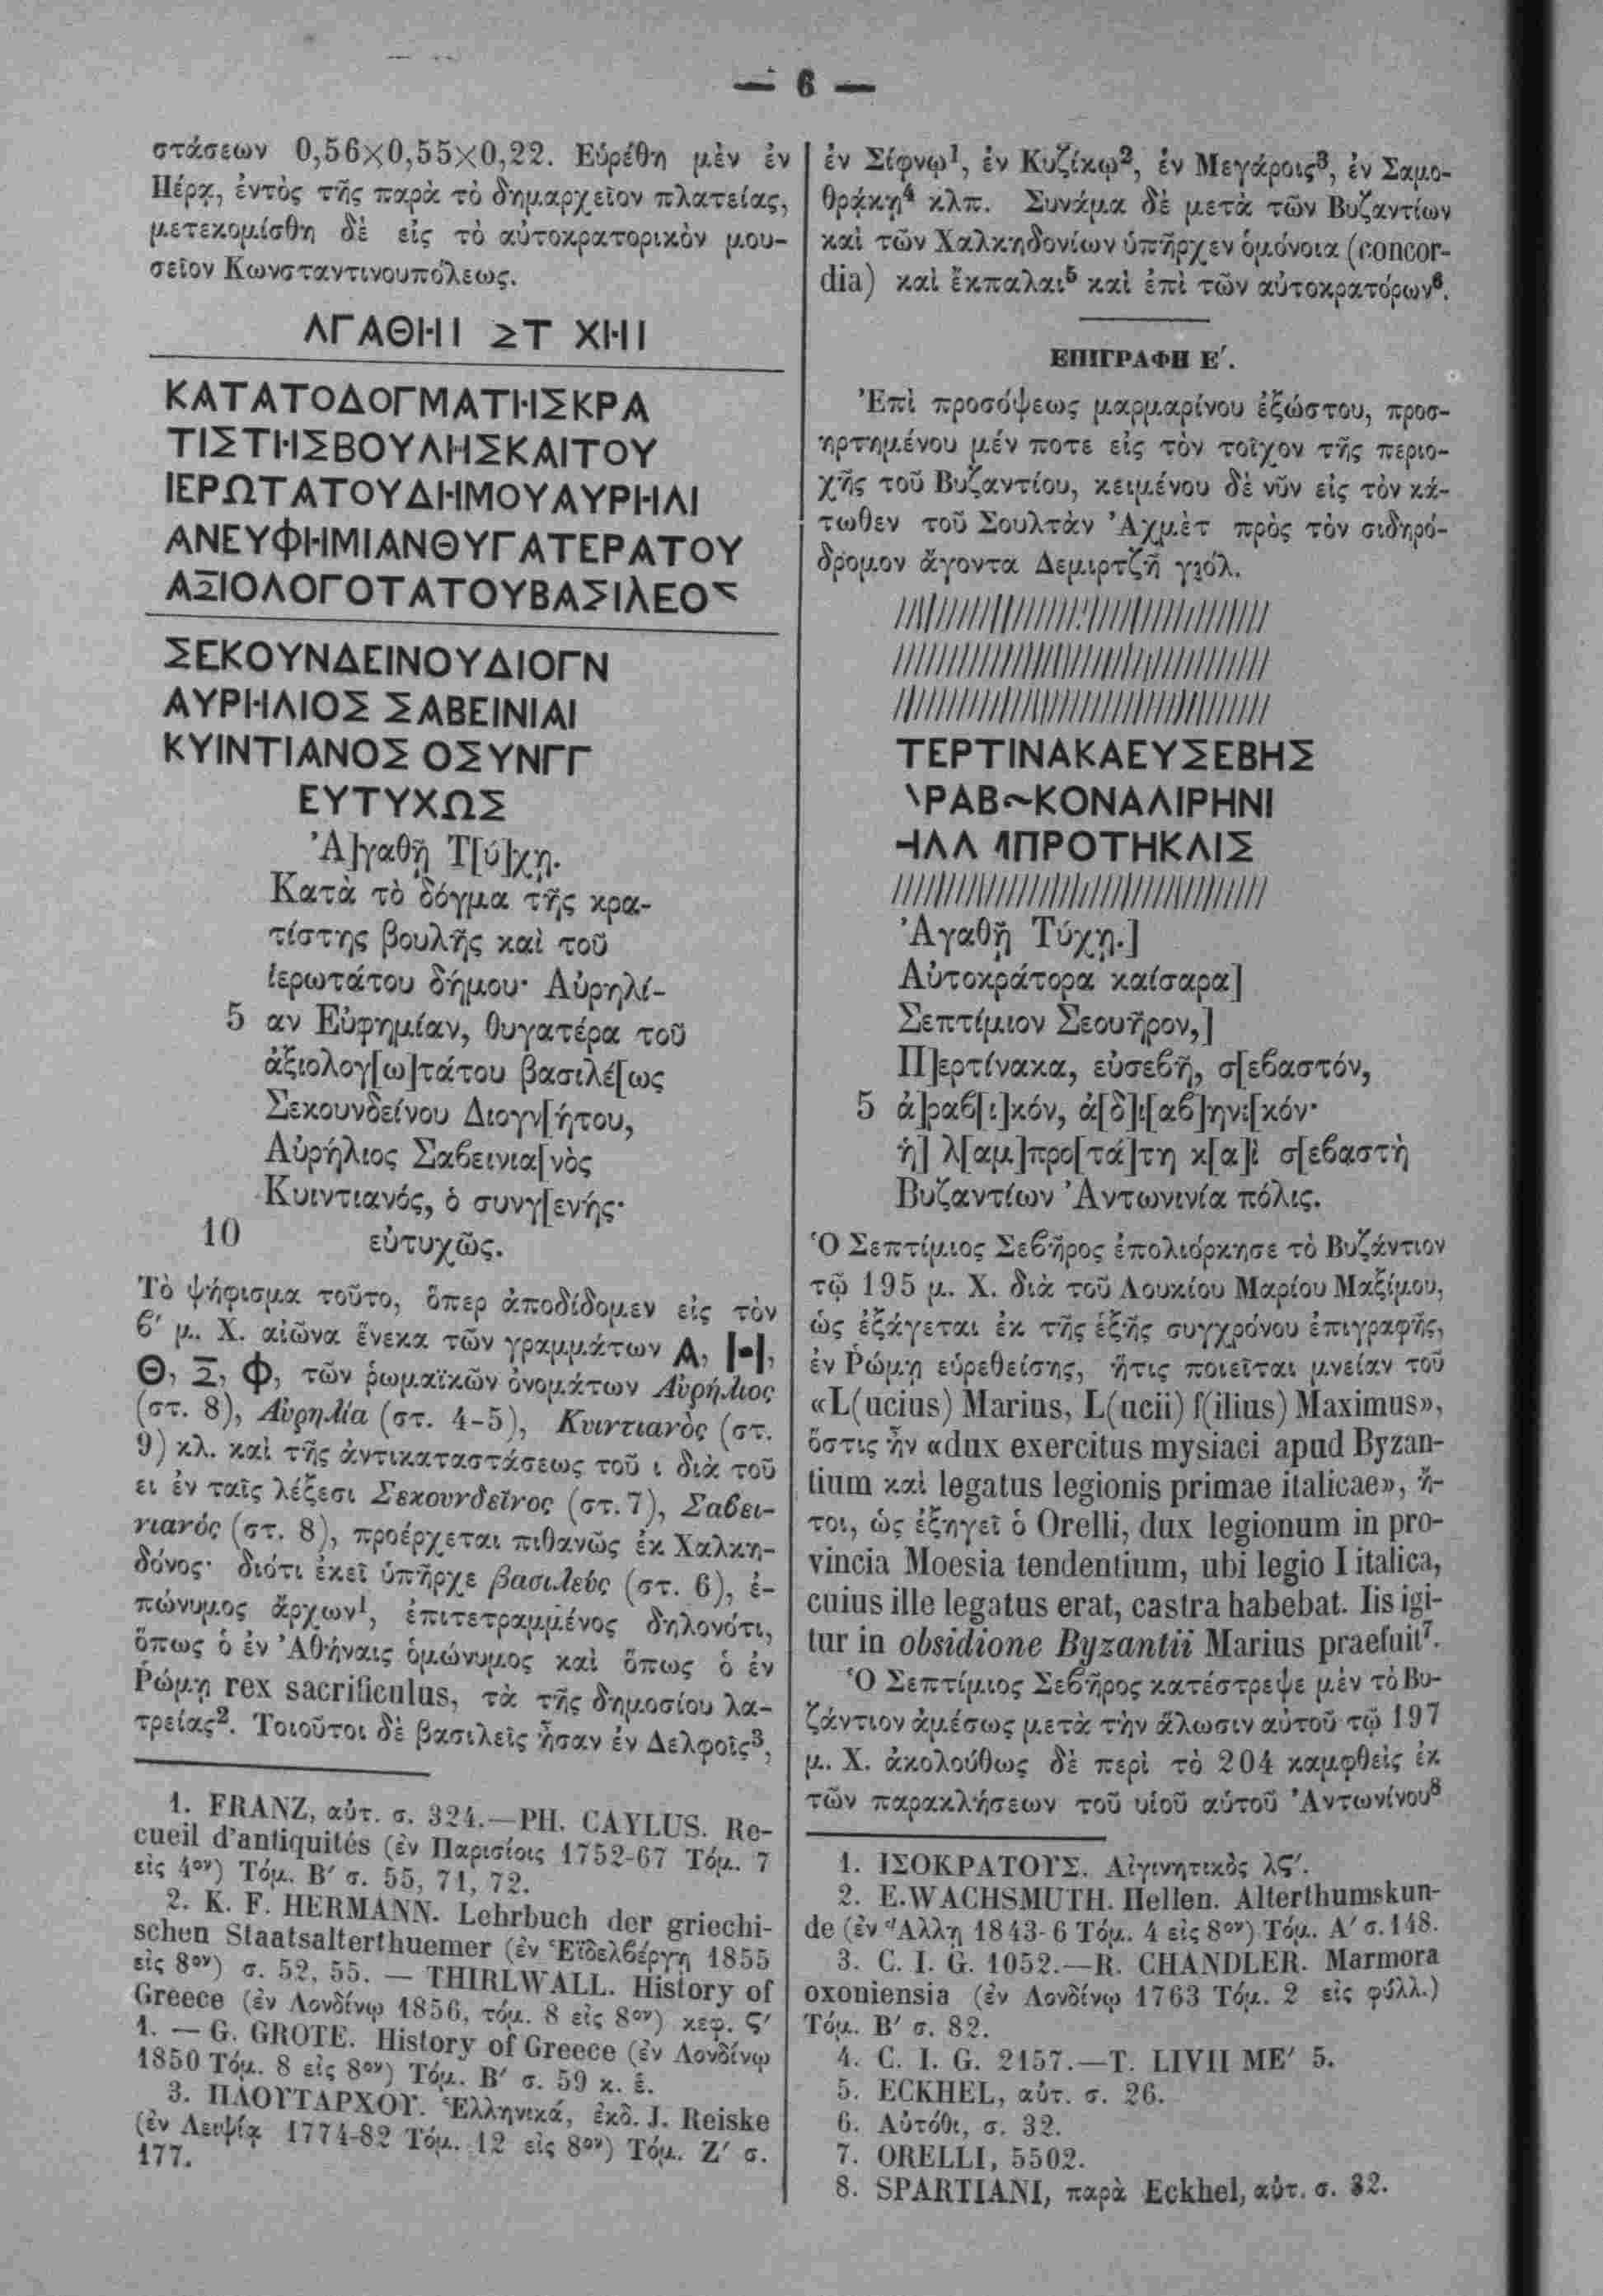 — 6 —
στάσεων 0,56×0,55×0,22. Εὑρέθη μὲν ἐν
Πέρᾳ, ἐντὸς τῆς παρὰ τὸ δημαρχεῖον πλατείας,
μετεκομίσθη δὲ εἰς τὸ αὐτοκρατορικὸν μου-
σεῖον Κωνσταντινουπόλεως.
ΛΓΑΘΗΙ ΣΤ ΧΗΙ
ΚΑΤΑΤΟΔΟΓΜΑΤΗΣΚΡΑ
ΤΙΣΤΗΣΒΟΥΛΗΣΚΑΙΤΟΥ
ΙΕΡΩΤΑΤΟΥΔΗΜΟΥΑΥΡΗΛΙ
ΑΝΕΥΦΗΜΙΑΝΘΥΓΑΤΕΡΑΤΟΥ
ΑΞΙΟΛΟΓΟΤΑΤΟΥΒΑΣΙΛΕΟΣ
ΣΕΚΟΥΝΔΕΙΝΟΥΔΙΟΓΝ
ΑΥΡΗΛΙΟΣ ΣΑΒΕΙΝΙΑΙ
ΚΥΙΝΤΙΑΝΟΣ ΟΣΥΝΓΓ
ΕΥΤΥΧΩΣ
Ἀ]γαθῇ Τ[ύ]χῃ.
Κατὰ τὸ δόγμα τῆς κρα-
τίστης βουλῆς καὶ τοῦ
ἱερωτάτου δήμου· Αὐρηλί-
5 αν Εὐφημίαν, θυγατέρα τοῦ
ἀξιολογ[ω]τάτου βασιλέ[ως
Σεκουνδείνου Διογν[ήτου,
Αὐρήλιος Σαβεινια[νὸς
Κυιντιανός, ὁ συνγ[ενής·
10 εὐτυχῶς.
Τὸ ψήφισμα τοῦτο, ὅπερ ἀποδίδομεν εἰς τὸν
β′ μ. Χ. αἰῶνα ἕνεκα τῶν γραμμάτων Α, Η,
Θ, Ξ, Φ, τῶν ῥωμαϊκῶν ὀνομάτων Αὐρήλιος
(στ. 8), Αὐρηλία (στ. 4-5), Κυιντιανὸς (στ.
9) κλ. καὶ τῆς ἀντικαταστάσεως τοῦ ι διὰ τοῦ
ει ἐν ταῖς λέξεσι Σεκουνδεῖνος (στ. 7), Σαβει-
νιανός (στ. 8), προέρχεται πιθανῶς ἐκ Χαλκη-
δόνος· διότι ἐκεῖ ὑπῆρχε βασιλεύς (στ. 6), ἐ-
πώνυμος ἄρχων¹, ἐπιτετραμμένος δηλονότι,
ὅπως ὁ ἐν Ἀθήναις ὁμώνυμος καὶ ὅπως ὁ ἐν
Ῥώμῃ rex sacrificulus, τὰ τῆς δημοσίου λα-
τρείας². Τοιοῦτοι δὲ βασιλεῖς ἦσαν ἐν Δελφοῖς³,
1. FRANZ, αὐτ. σ. 324.—PH. CAYLUS. Re-
cueil d'antiquités (ἐν Παρισίοις 1752-67 Τόμ. 7
εἰς 4ον) Τόμ. Β′ σ. 55, 71, 72.
2. K. F. HERMANN. Lehrbuch der griechi-
schen Staatsalterthuemer (ἐν Ἑϊδελβέργῃ 1855
εἰς 8ον) σ. 52, 55. — THIRLWALL. History of
Greece (ἐν Λονδίνῳ 1856, τόμ. 8 εἰς 8ον) κεφ. Ϛ′
1. — G. GROTE. History of Greece (ἐν Λονδίνῳ
1850 Τόμ. 8 εἰς 8ον) Τόμ. Β′ σ. 59 κ. ἑ.
3. ΠΛΟΥΤΑΡΧΟΥ. Ἑλληνικά, ἐκδ. J. Reiske
(ἐν Λειψίᾳ 1774-82 Τόμ. 12 εἰς 8ον) Τόμ. Ζ′ σ.
177.
ἐν Σίφνῳ¹, ἐν Κυζίκῳ², ἐν Μεγάροις³, ἐν Σαμο-
θρᾴκῃ⁴ κλπ. Συνάμα δὲ μετὰ τῶν Βυζαντίων
καὶ τῶν Χαλκηδονίων ὑπῆρχεν ὁμόνοια (concor-
dia) καὶ ἔκπαλαι⁵ καὶ ἐπὶ τῶν αὐτοκρατόρων⁶.
ΕΠΙΓΡΑΦΗ Ε′.
Ἐπὶ προσόψεως μαρμαρίνου ἐξώστου, προσ-
ηρτημένου μέν ποτε εἰς τὸν τοῖχον τῆς περιο-
χῆς τοῦ Βυζαντίου, κειμένου δὲ νῦν εἰς τὸν κά-
τωθεν τοῦ Σουλτὰν Ἀχμὲτ πρὸς τὸν σιδηρό-
δρομον ἄγοντα Δεμιρτζῆ γιόλ.
ΤΕΡΤΙΝΑΚΑΕΥΣΕΒΗΣ
\ΡΑΒ~ΚΟΝΑΛΙΡΗΝΙ
ΗΛΛ ΛΠΡΟΤΗΚΛΙΣ
Ἀγαθῇ Τύχῃ.]
Αὐτοκράτορα καίσαρα]
Σεπτίμιον Σεουῆρον,]
Π]ερτίνακα, εὐσεβῆ, σ[εβαστόν,
5 ἀ]ραβ[ι]κόν, ἀ[δ]ι[αβ]ηνι[κόν·
ἡ] λ[αμ]προ[τά]τη κ[α]ὶ σ[εβαστὴ
Βυζαντίων Ἀντωνινία πόλις.
Ὁ Σεπτίμιος Σεβῆρος ἐπολιόρκησε τὸ Βυζάντιον
τῷ 195 μ. Χ. διὰ τοῦ Λουκίου Μαρίου Μαξίμου,
ὡς ἐξάγεται ἐκ τῆς ἑξῆς συγχρόνου ἐπιγραφῆς,
ἐν Ῥώμῃ εὑρεθείσης, ἥτις ποιεῖται μνείαν τοῦ
«L(ucius) Marius, L(ucii) f(ilius) Maximus»,
ὅστις ἦν «dux exercitus mysiaci apud Byzan-
tium καὶ legatus legionis primae italicae», ἤ-
τοι, ὡς ἐξηγεῖ ὁ Orelli, dux legionum in pro-
vincia Moesia tendentium, ubi legio I italica,
cuius ille legatus erat, castra habebat. Iis igi-
tur in obsidione Byzantii Marius praefuit⁷.
Ὁ Σεπτίμιος Σεβῆρος κατέστρεψε μὲν τὸ Βυ-
ζάντιον ἀμέσως μετὰ τὴν ἅλωσιν αὐτοῦ τῷ 197
μ. Χ. ἀκολούθως δὲ περὶ τὸ 204 καμφθεὶς ἐκ
τῶν παρακλήσεων τοῦ υἱοῦ αὐτοῦ Ἀντωνίνου⁸
1. ΙΣΟΚΡΑΤΟΥΣ. Αἰγινητικὸς λϚ′.
2. E.WACHSMUTH. Hellen. Alterthumskun-
de (ἐν Ἅλλῃ 1843-6 Τόμ. 4 εἰς 8ον) Τόμ. Α′ σ.148.
3. C. I. G. 1052.—R. CHANDLER. Marmora
oxoniensia (ἐν Λονδίνῳ 1763 Τόμ. 2 εἰς φύλλ.)
Τόμ. Β′ σ. 82.
4. C. I. G. 2157.—T. LIVII ΜΕ′ 5.
5. ECKHEL, αὐτ. σ. 26.
6. Αὐτόθι, σ. 32.
7. ORELLI, 5502.
8. SPARTIANI, παρὰ Eckhel, αὐτ. σ. 32.